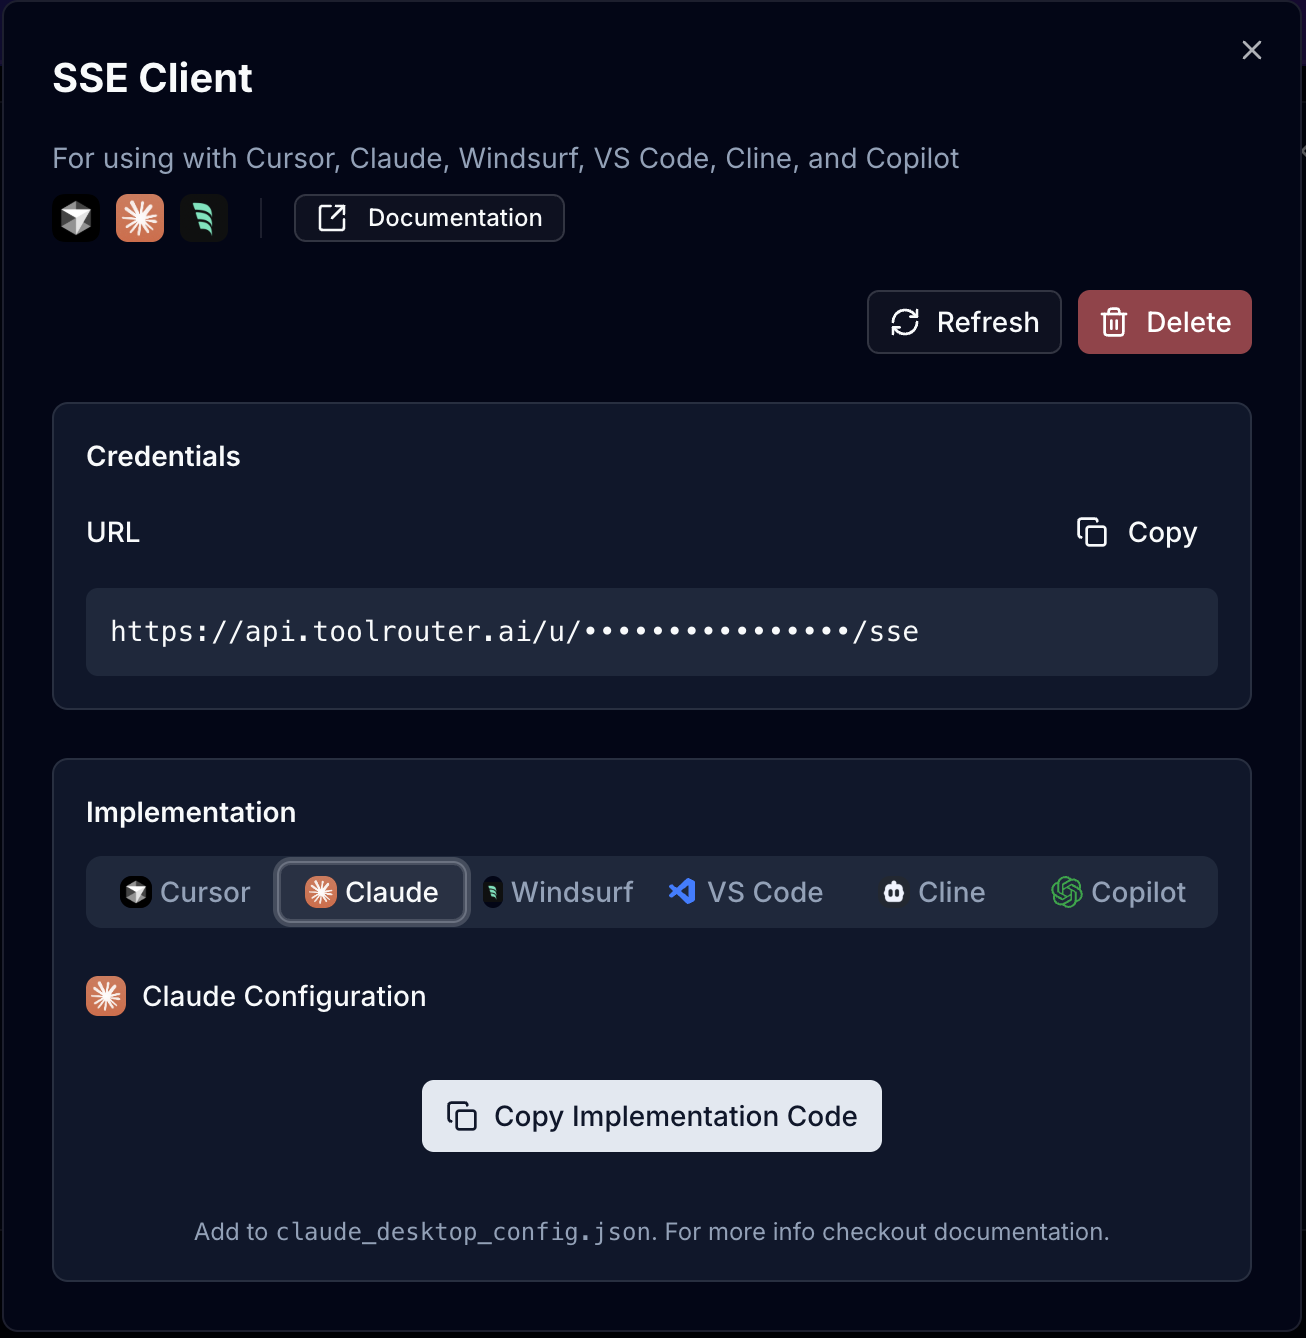 SSE Client
For using with Cursor, Claude, Windsurf, VS Code, Cline, and Copilot
Documentation
Refresh
Delete
Credentials
URL
Copy
https://api.toolrouter.ai/u/••••••••••••••••/sse
Implementation
Cursor
Claude
Windsurf
VS Code
Cline
Copilot
Claude Configuration
Copy Implementation Code
Add to claude_desktop_config.json. For more info checkout documentation.